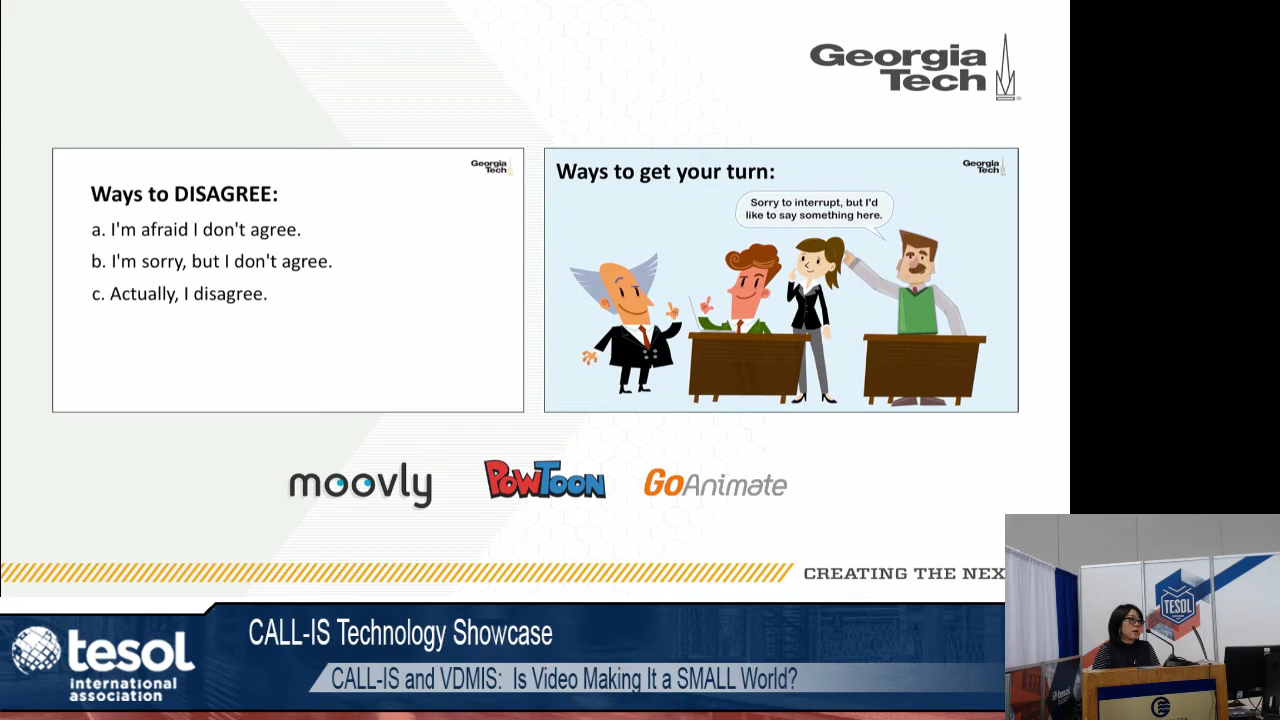 Georgia
Tech
Georgia
Tech
Ways to DISAGREE:
a. I'm afraid I don't agree.
b. I'm sorry, but I don't agree.
c. Actually, I disagree.
Ways to get your turn:
Georgia
Tech
Sorry to interrupt, but I'd
like to say something here.
moovly
POWTOON
GoAnimate
CREATING THE NEX
TESOL
tesol
tesol
international
association
CALL-IS Technology Showcase
CALL-IS and VDMIS: Is Video Making It a SMALL World?